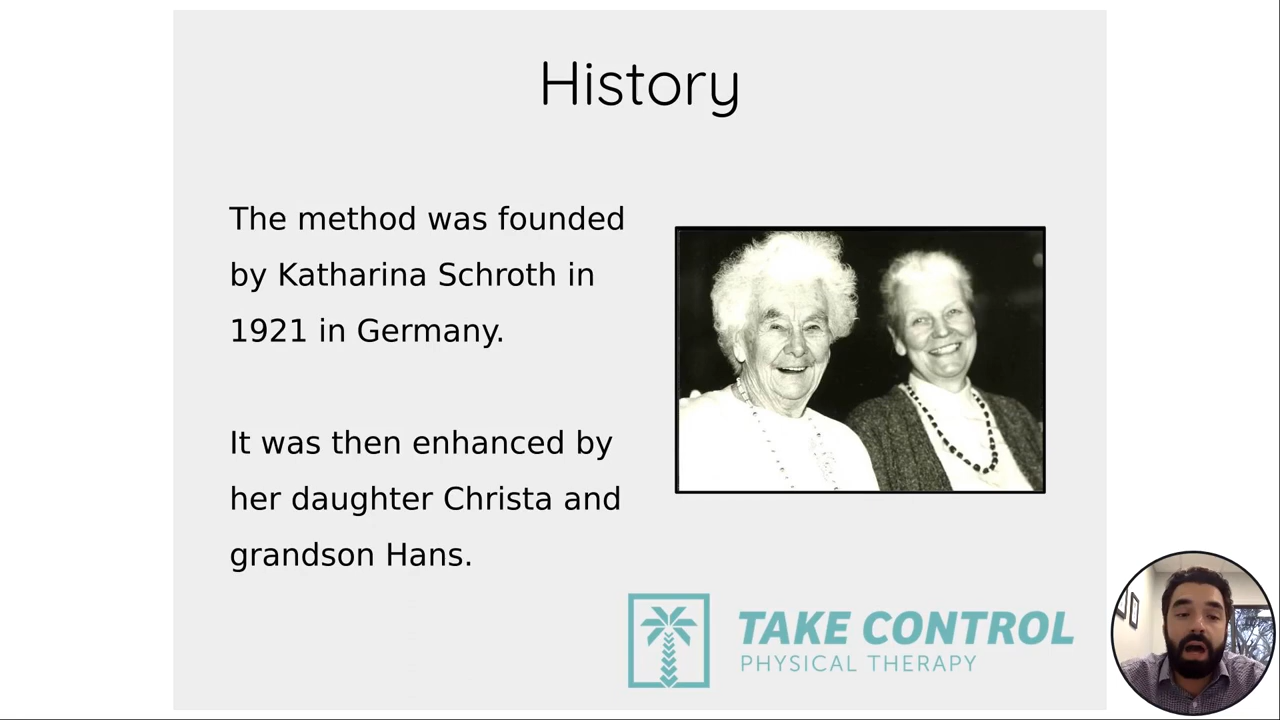 History
The method was founded
by Katharina Schroth in
1921 in Germany.
It was then enhanced by
her daughter Christa and
grandson Hans.
TAKE CONTROL
PHYSICAL THERAPY